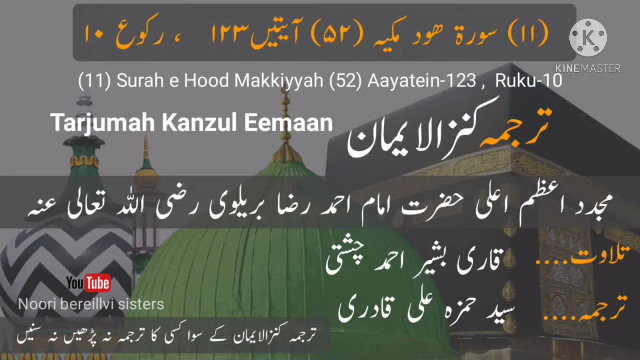 (۱۱) سورۃ ھود مکیہ (۵۲) آیتیں۱۲۳ ، رکوع ۱۰
KINEMASTER
(11) Surah e Hood Makkiyyah (52) Aayatein-123 , Ruku-10
Tarjumah Kanzul Eemaan
ترجمہ کنزالایمان
مجدد اعظم اعلی حضرت امام احمد رضا بریلوی رضی اللہ تعالی عنہ
تلاوت.... قاری بشیر احمد چشتی
YouTube
Noori bereillvi sisters
ترجمہ.... سید حمزہ علی قادری
ترجمہ کنزالایمان کے سوا کسی کا ترجمہ نہ پڑھیں نہ سنیں